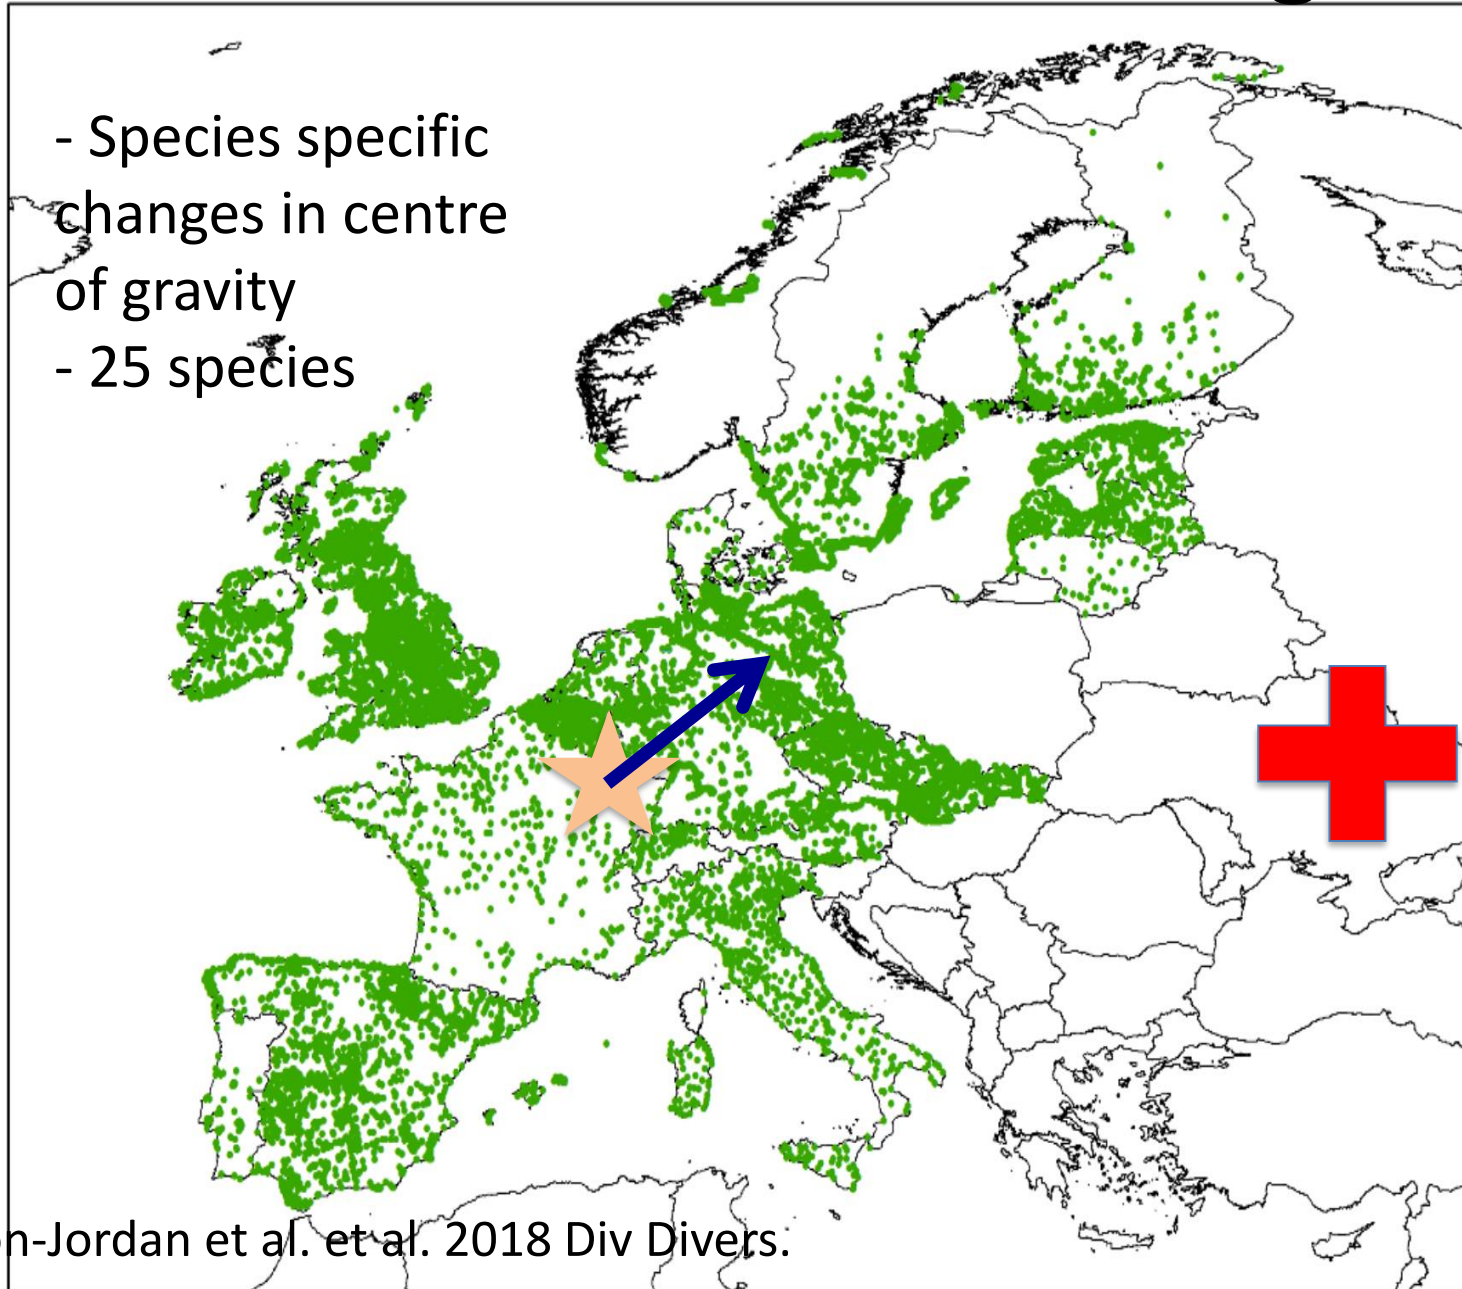 - Species specific
changes in centre
of gravity
- 25 species
n-Jordan et al. et al. 2018 Div Divers.